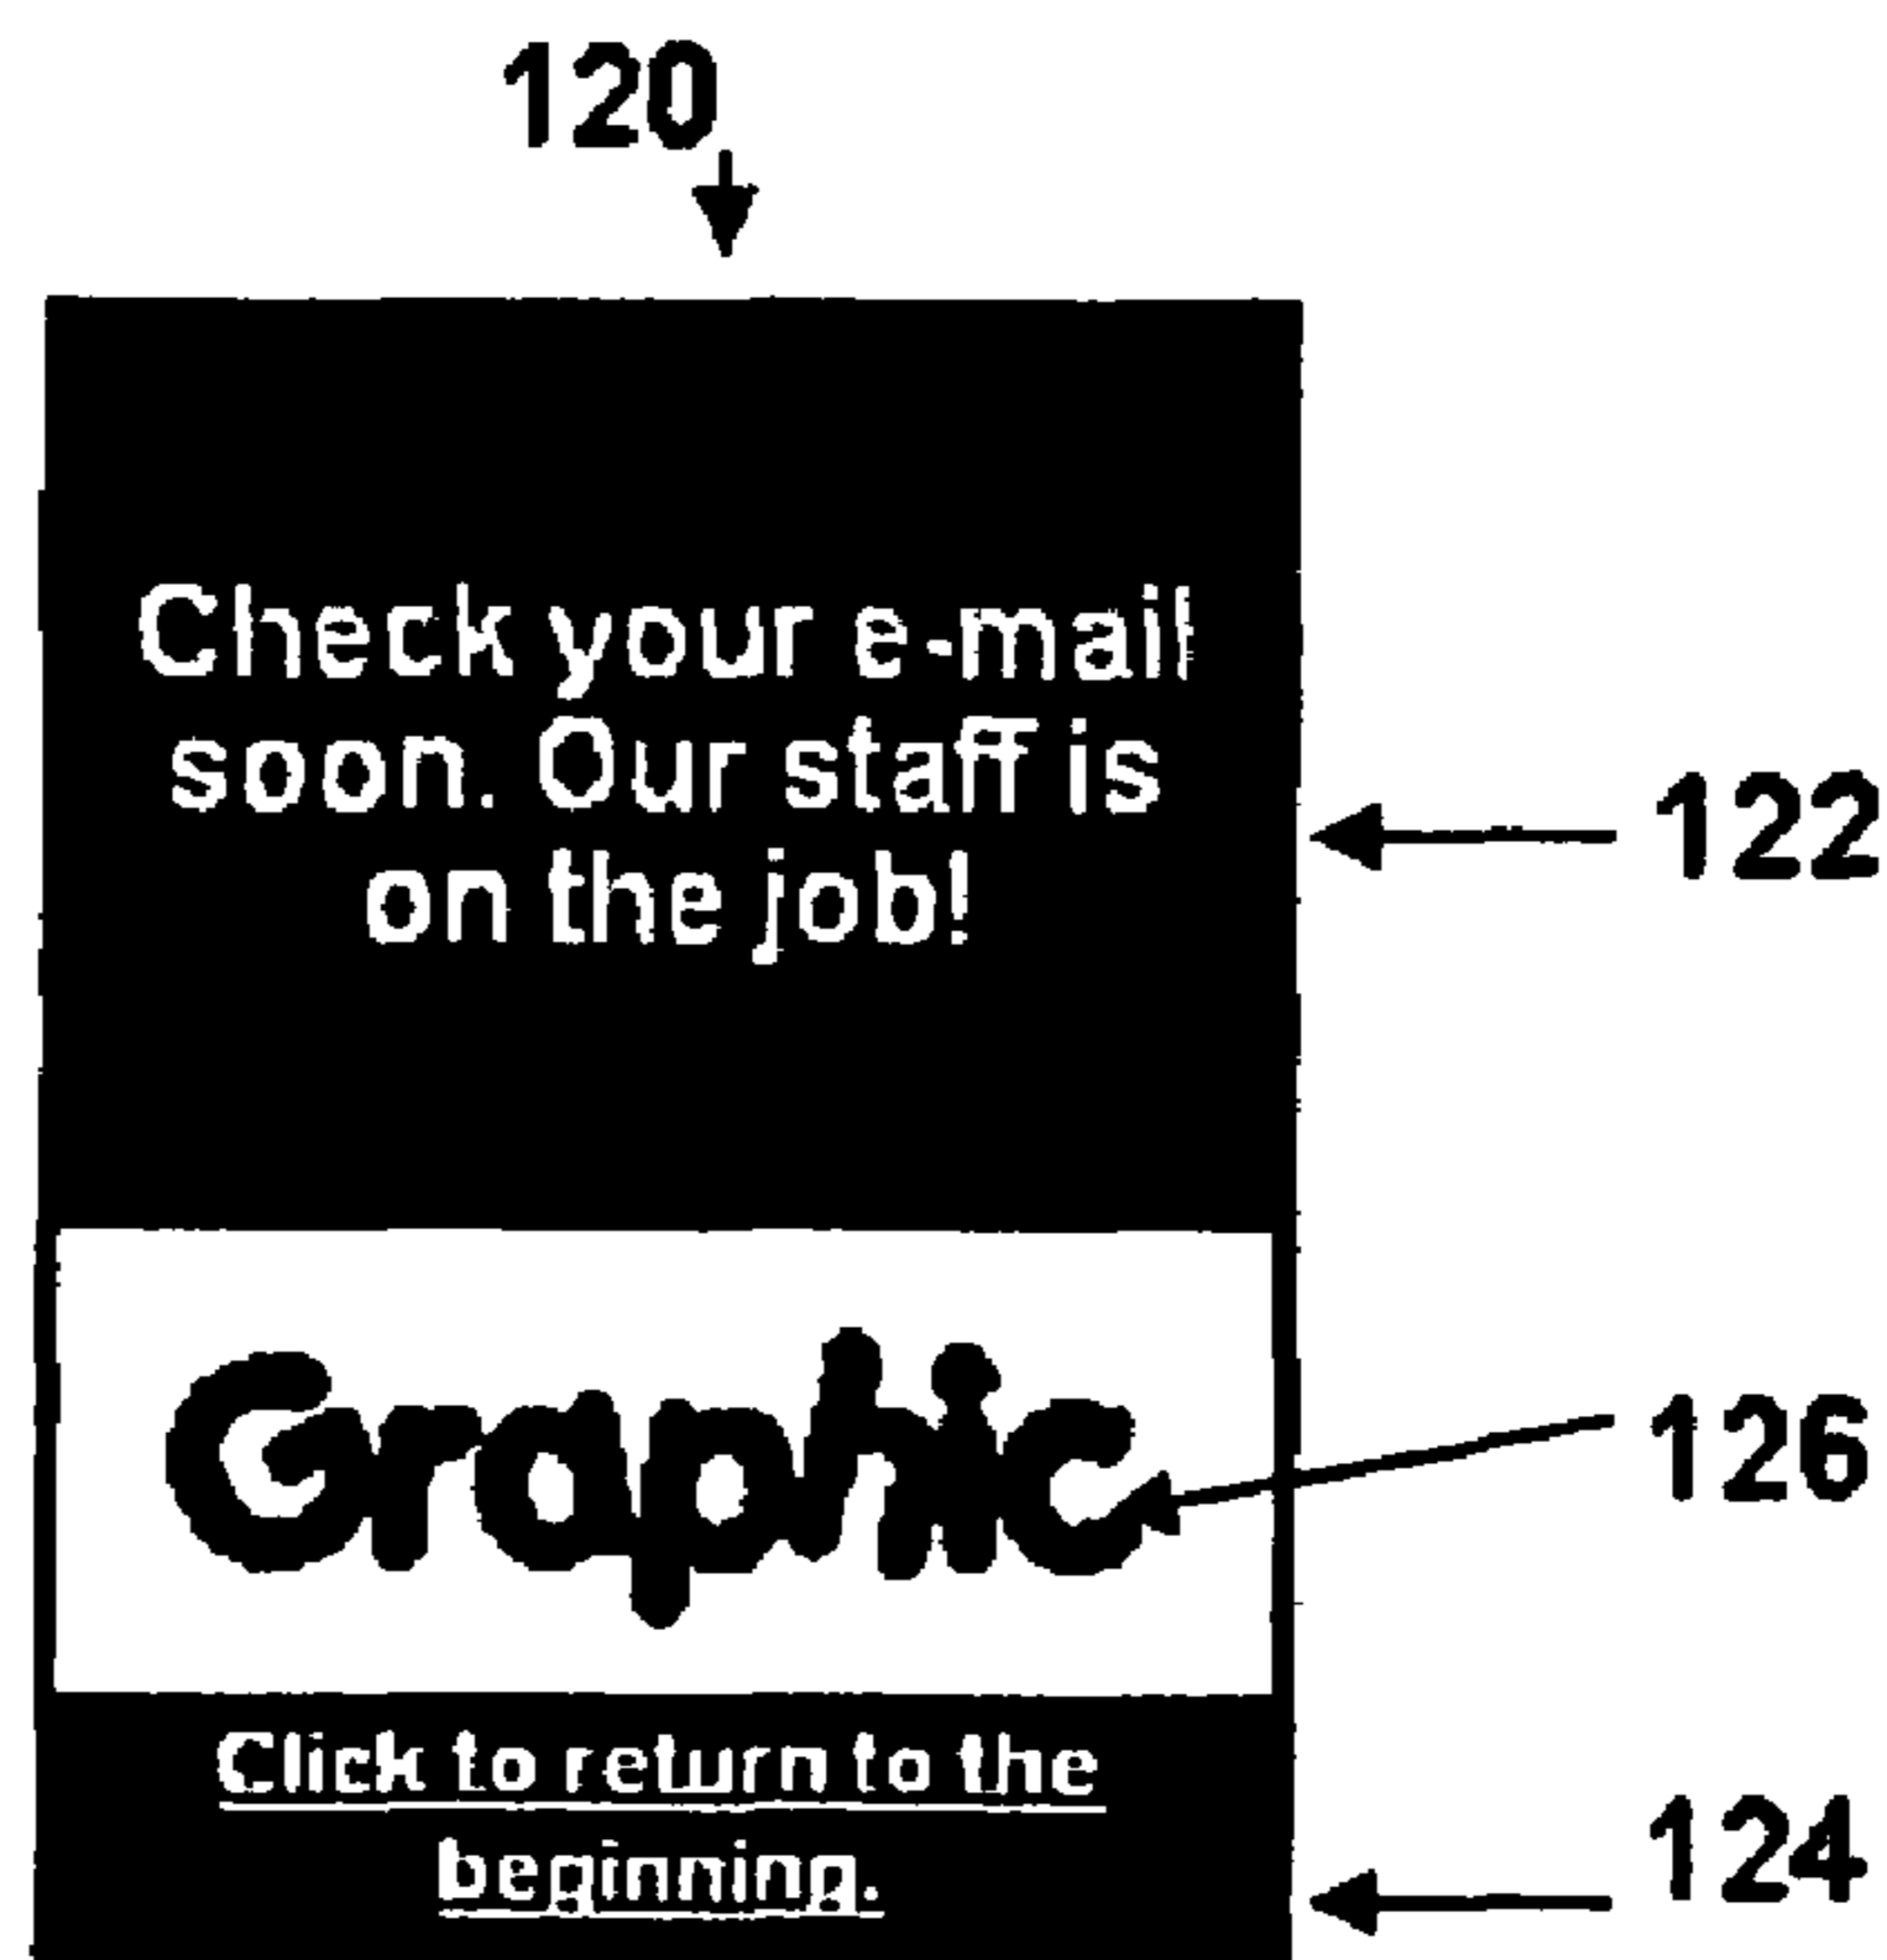 120
Check your e-mail
soon. Our staff is
on the job!
122
Graphic
126
Click to return to the
beginning.
124